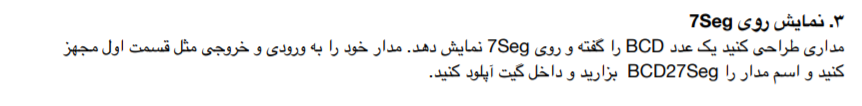 ۳. نمایش روی 7Seg
مداری طراحی کنید یک عدد BCD را گفته و روی 7Seg نمایش دهد. مدار خود را به ورودی و خروجی مثل قسمت اول مجهز
کنید و اسم مدار را BCD27Seg بزارید و داخل گیت آپلود کنید.